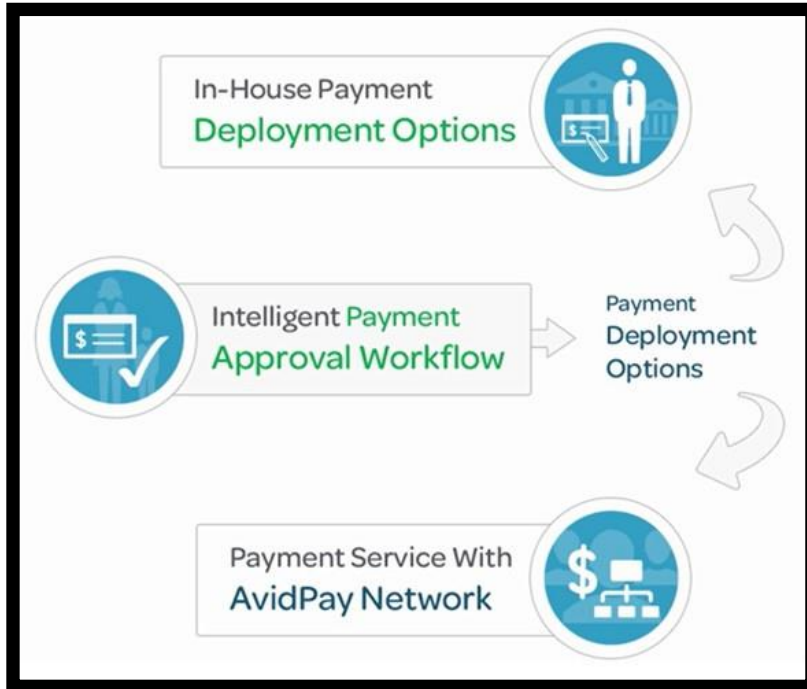 In-House Payment
Deployment Options
Intelligent Payment
Approval Workflow
Payment
Deployment
Options
Payment Service With
AvidPay Network
$
$
$